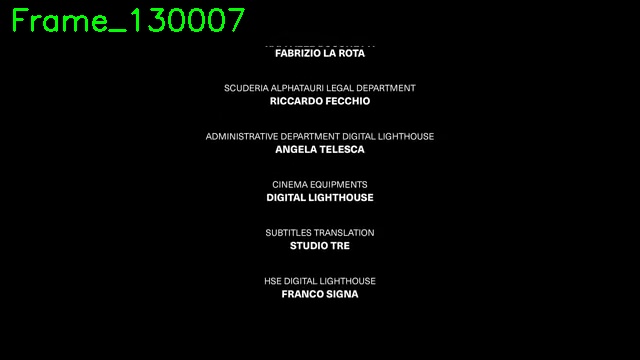 Frame_130007
FABRIZIO LA ROTA
SCUDERIA ALPHATAURI LEGAL DEPARTMENT
RICCARDO FECCHIO
ADMINISTRATIVE DEPARTMENT DIGITAL LIGHTHOUSE
ANGELA TELESCA
CINEMA EQUIPMENTS
DIGITAL LIGHTHOUSE
SUBTITLES TRANSLATION
STUDIO TRE
HSE DIGITAL LIGHTHOUSE
FRANCO SIGNA